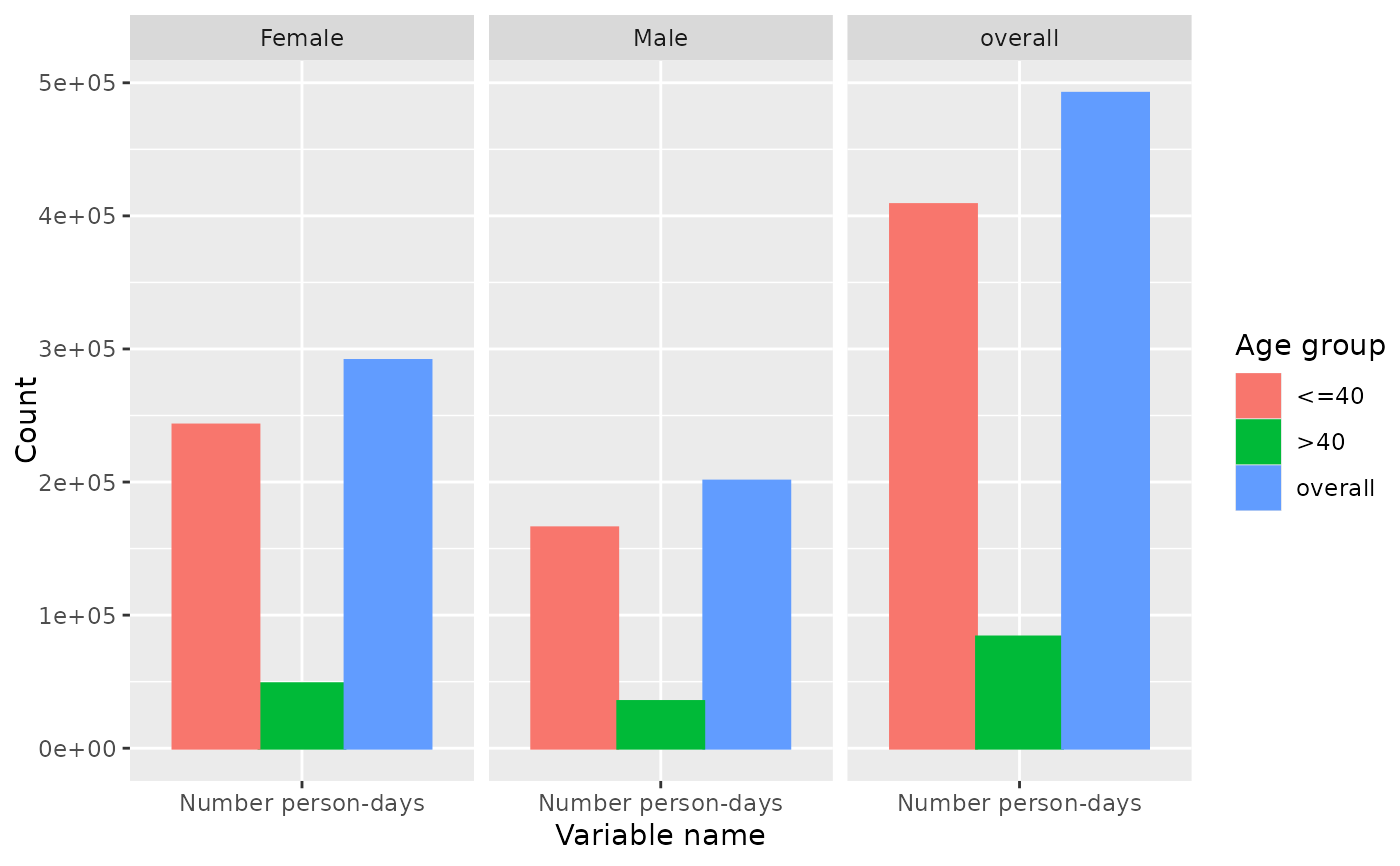 Female
Male
overall
5e+05
4e+05
3e+05
2e+05
1e+05
0e+00
Count
Number person-days
Number person-days
Number person-days
Variable name
Age group
<=40
>40
overall